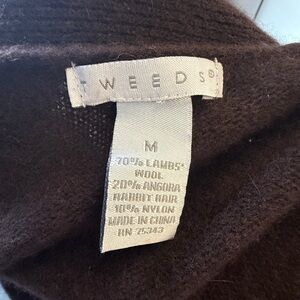 TWEEDS®
M
70% LAMBS'
WOOL
20% ANGORA
RABBIT HAIR
10% NYLON
MADE IN CHINA
RN 75343